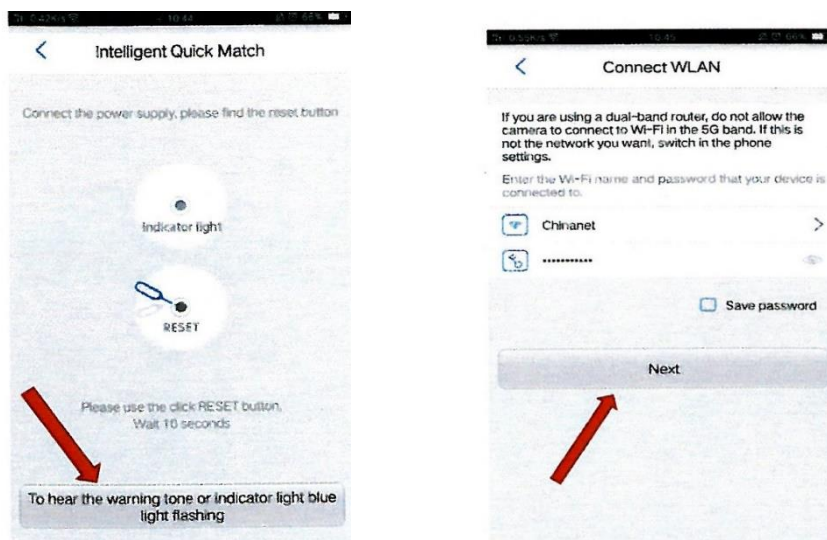 10:44
66%
Intelligent Quick Match
Connect the power supply, please find the reset button
Indicator light
RESET
Please use the click RESET button,
Wait 10 seconds
To hear the warning tone or indicator light blue
light flashing
10:45
66%
Connect WLAN
If you are using a dual-band router, do not allow the
camera to connect to Wi-Fi in the 5G band. If this is
not the network you want, switch in the phone
settings.
Enter the Wi-Fi name and password that your device is
connected to.
Chinanet
Save password
Next